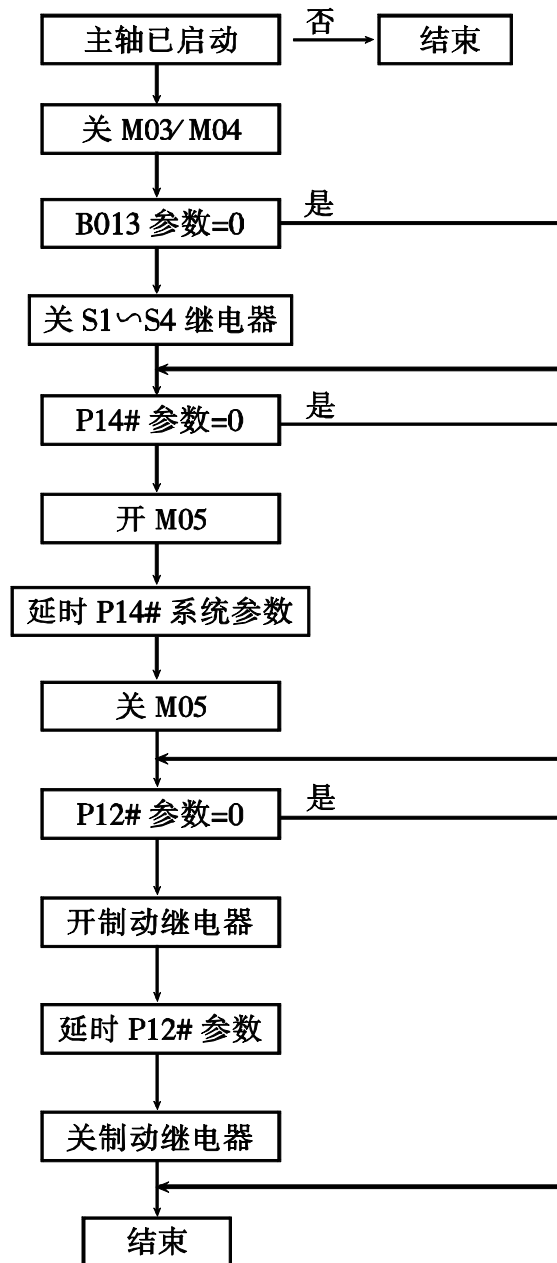 主轴已启动
否
结束
关 M03/M04
B013 参数=0
是
关 S1∽S4 继电器
P14# 参数=0
是
开 M05
延时 P14# 系统参数
关 M05
P12# 参数=0
是
开制动继电器
延时 P12# 参数
关制动继电器
结束